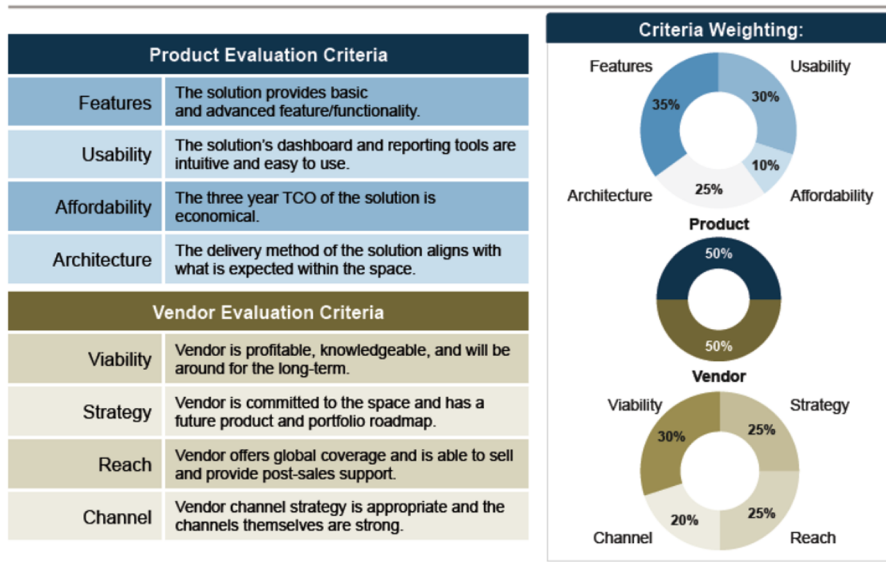 Product Evaluation Criteria
Features
The solution provides basic
and advanced feature/functionality.
Usability
The solution's dashboard and reporting tools are
intuitive and easy to use.
Affordability
The three year TCO of the solution is
economical.
Architecture
The delivery method of the solution aligns with
what is expected within the space.
Vendor Evaluation Criteria
Viability
Vendor is profitable, knowledgeable, and will be
around for the long-term.
Strategy
Vendor is committed to the space and has a
future product and portfolio roadmap.
Reach
Vendor offers global coverage and is able to sell
and provide post-sales support.
Channel
Vendor channel strategy is appropriate and the
channels themselves are strong.
Criteria Weighting:
Features
Usability
35%
30%
10%
25%
Architecture
Affordability
Product
50%
50%
Vendor
Viability
Strategy
30%
25%
20%
25%
Channel
Reach